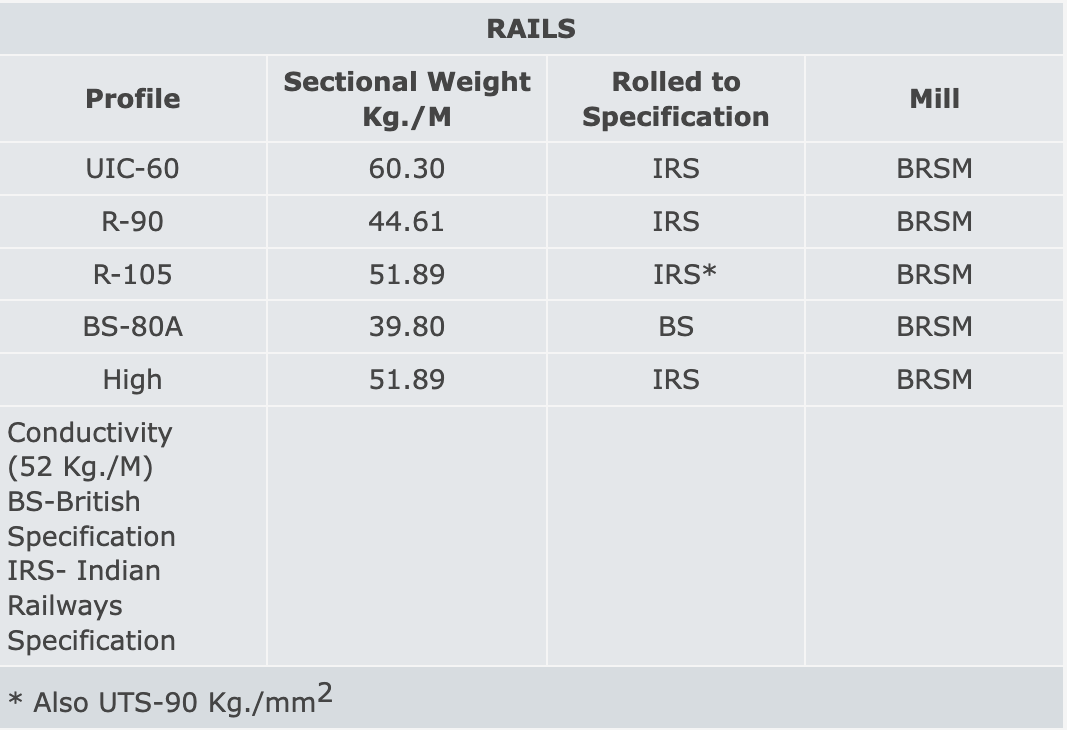 RAILS
Profile
Sectional Weight
Kg./M
Rolled to
Specification
Mill
UIC-60 60.30 IRS BRSM
R-90 44.61 IRS BRSM
R-105 51.89 IRS* BRSM
BS-80A 39.80 BS BRSM
High 51.89 IRS BRSM
Conductivity
(52 Kg./M)
BS-British
Specification
IRS- Indian
Railways
Specification
* Also UTS-90 Kg./mm2